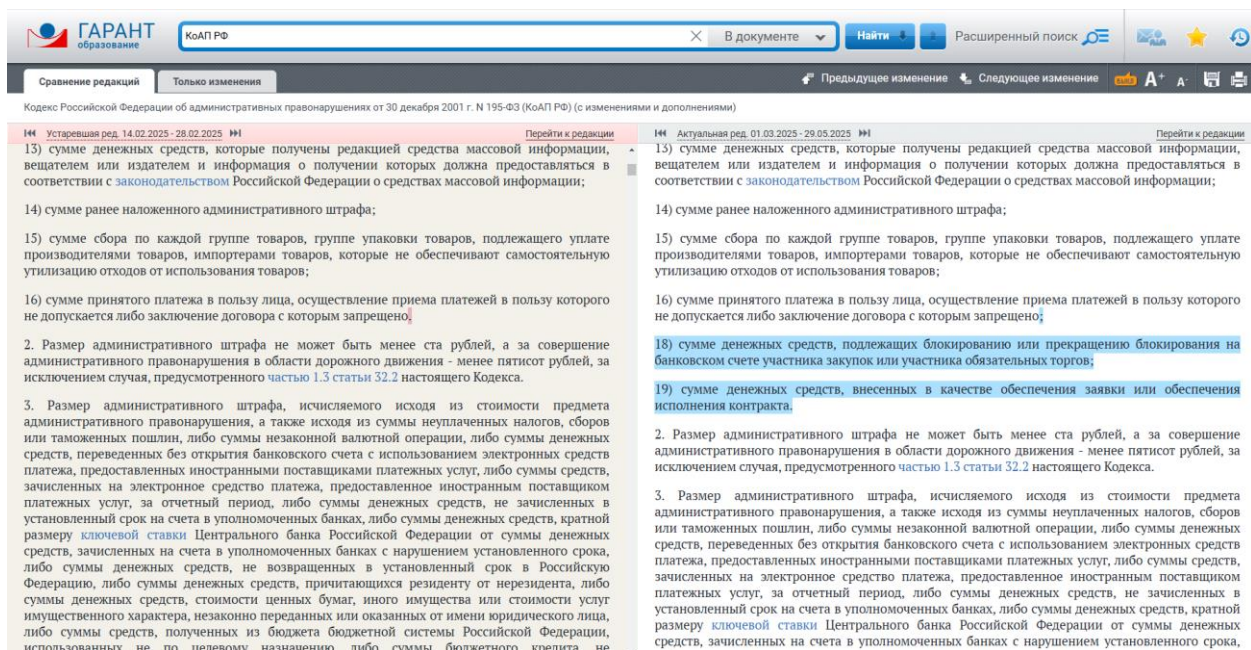 ГАРАНТ
образование
КоАП РФ
В документе
Найти
Расширенный поиск
Сравнение редакций
Только изменения
Предыдущее изменение
Следующее изменение
А+
А-
Кодекс Российской Федерации об административных правонарушениях от 30 декабря 2001 г. N 195-ФЗ (КоАП РФ) (с изменениями и дополнениями)
Устаревшая ред. 14.02.2025 - 28.02.2025
Перейти к редакции
13) сумме денежных средств, которые получены редакцией средства массовой информации,
вещателем или издателем и информация о получении которых должна предоставляться в
соответствии с законодательством Российской Федерации о средствах массовой информации;
14) сумме ранее наложенного административного штрафа;
15) сумме сбора по каждой группе товаров, группе упаковки товаров, подлежащего уплате
производителями товаров, импортерами товаров, которые не обеспечивают самостоятельную
утилизацию отходов от использования товаров;
16) сумме принятого платежа в пользу лица, осуществление приема платежей в пользу которого
не допускается либо заключение договора с которым запрещено.
2. Размер административного штрафа не может быть менее ста рублей, а за совершение
административного правонарушения в области дорожного движения - менее пятисот рублей, за
исключением случая, предусмотренного частью 1.3 статьи 32.2 настоящего Кодекса.
3. Размер административного штрафа, исчисляемого исходя из стоимости предмета
административного правонарушения, а также исходя из суммы неуплаченных налогов, сборов
или таможенных пошлин, либо суммы незаконной валютной операции, либо суммы денежных
средств, переведенных без открытия банковского счета с использованием электронных средств
платежа, предоставленных иностранными поставщиками платежных услуг, либо суммы средств,
зачисленных на электронное средство платежа, предоставленное иностранным поставщиком
платежных услуг, за отчетный период, либо суммы денежных средств, не зачисленных в
установленный срок на счета в уполномоченных банках, либо суммы денежных средств, кратной
размеру ключевой ставки Центрального банка Российской Федерации от суммы денежных
средств, зачисленных на счета в уполномоченных банках с нарушением установленного срока,
либо суммы денежных средств, не возвращенных в установленный срок в Российскую
Федерацию, либо суммы денежных средств, причитающихся резиденту от нерезидента, либо
суммы денежных средств, стоимости ценных бумаг, иного имущества или стоимости услуг
имущественного характера, незаконно переданных или оказанных от имени юридического лица,
либо суммы средств, полученных из бюджета бюджетной системы Российской Федерации,
использованных не по целевому назначению, либо суммы бюджетного кредита, не
Актуальная ред. 01.03.2025 - 29.05.2025
Перейти к редакции
13) сумме денежных средств, которые получены редакцией средства массовой информации,
вещателем или издателем и информация о получении которых должна предоставляться в
соответствии с законодательством Российской Федерации о средствах массовой информации;
14) сумме ранее наложенного административного штрафа;
15) сумме сбора по каждой группе товаров, группе упаковки товаров, подлежащего уплате
производителями товаров, импортерами товаров, которые не обеспечивают самостоятельную
утилизацию отходов от использования товаров;
16) сумме принятого платежа в пользу лица, осуществление приема платежей в пользу которого
не допускается либо заключение договора с которым запрещено;
18) сумме денежных средств, подлежащих блокированию или прекращению блокирования на
банковском счете участника закупок или участника обязательных торгов;
19) сумме денежных средств, внесенных в качестве обеспечения заявки или обеспечения
исполнения контракта.
2. Размер административного штрафа не может быть менее ста рублей, а за совершение
административного правонарушения в области дорожного движения - менее пятисот рублей, за
исключением случая, предусмотренного частью 1.3 статьи 32.2 настоящего Кодекса.
3. Размер административного штрафа, исчисляемого исходя из стоимости предмета
административного правонарушения, а также исходя из суммы неуплаченных налогов, сборов
или таможенных пошлин, либо суммы незаконной валютной операции, либо суммы денежных
средств, переведенных без открытия банковского счета с использованием электронных средств
платежа, предоставленных иностранными поставщиками платежных услуг, либо суммы средств,
зачисленных на электронное средство платежа, предоставленное иностранным поставщиком
платежных услуг, за отчетный период, либо суммы денежных средств, не зачисленных в
установленный срок на счета в уполномоченных банках, либо суммы денежных средств, кратной
размеру ключевой ставки Центрального банка Российской Федерации от суммы денежных
средств, зачисленных на счета в уполномоченных банках с нарушением установленного срока,